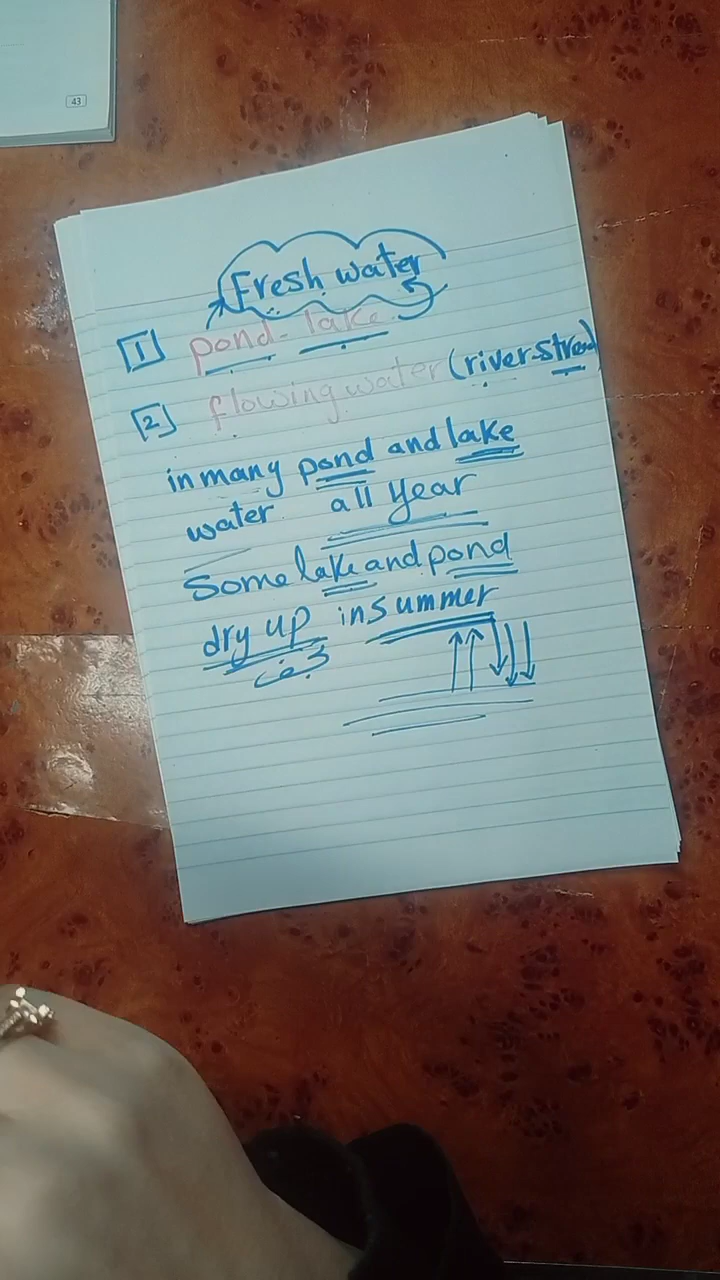 43
Fresh water
1 pond - lake
2 flowing water (river-stream)
in many pond and lake
water all year
Some lake and pond
dry up in summer
تجف